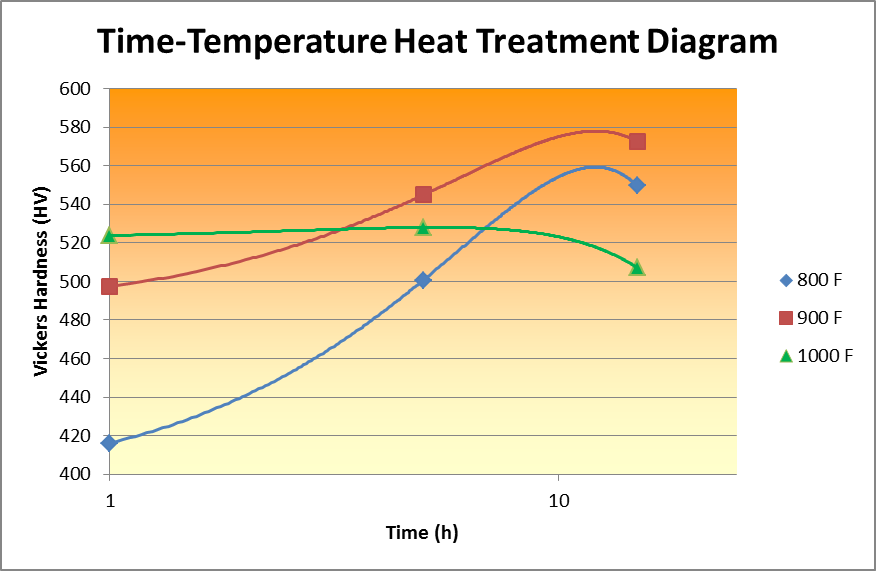 Time-Temperature Heat Treatment Diagram
600
580
560
540
520
500
480
460
440
420
400
Vickers Hardness (HV)
1
10
Time (h)
800 F
900 F
1000 F